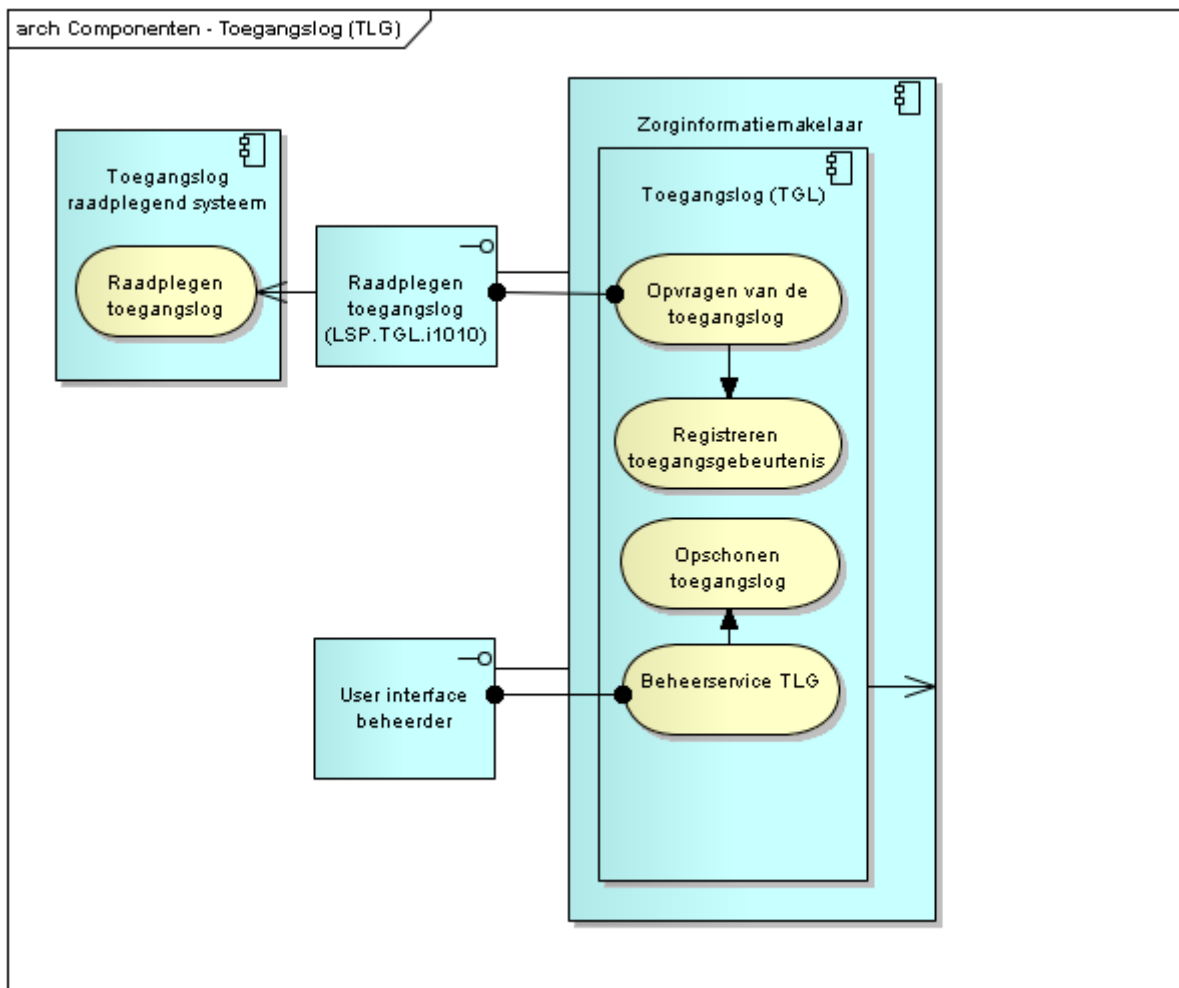 arch Componenten - Toegangslog (TLG)
Zorginformatiemakelaar
Toegangslog
raadplegend systeem
Toegangslog (TGL)
Raadplegen
toegangslog
Raadplegen
toegangslog
(LSP.TGL.i1010)
Opvragen van de
toegangslog
Registreren
toegangsgebeurtenis
Opschonen
toegangslog
User interface
beheerder
Beheerservice TLG